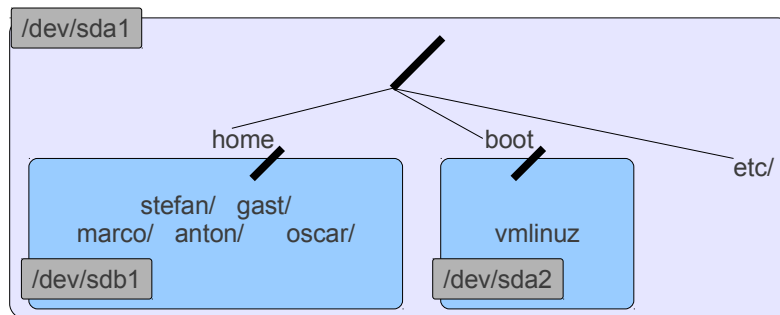 /dev/sda1
home
boot
etc/
stefan/ gast/
marco/ anton/ oscar/
vmlinuz
/dev/sdb1
/dev/sda2